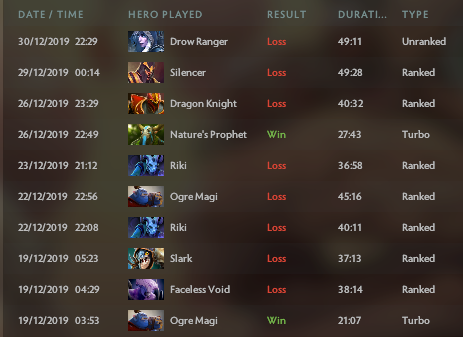 DATE / TIME HERO PLAYED RESULT DURATI... TYPE
30/12/2019 22:29 Drow Ranger Loss 49:11 Unranked
29/12/2019 00:14 Silencer Loss 49:28 Ranked
26/12/2019 23:29 Dragon Knight Loss 40:32 Ranked
26/12/2019 22:49 Nature's Prophet Win 27:43 Turbo
23/12/2019 21:12 Riki Loss 36:58 Ranked
22/12/2019 22:56 Ogre Magi Loss 45:16 Ranked
22/12/2019 22:08 Riki Loss 40:11 Ranked
19/12/2019 05:23 Slark Loss 37:13 Ranked
19/12/2019 04:29 Faceless Void Loss 38:14 Ranked
19/12/2019 03:53 Ogre Magi Win 21:07 Turbo